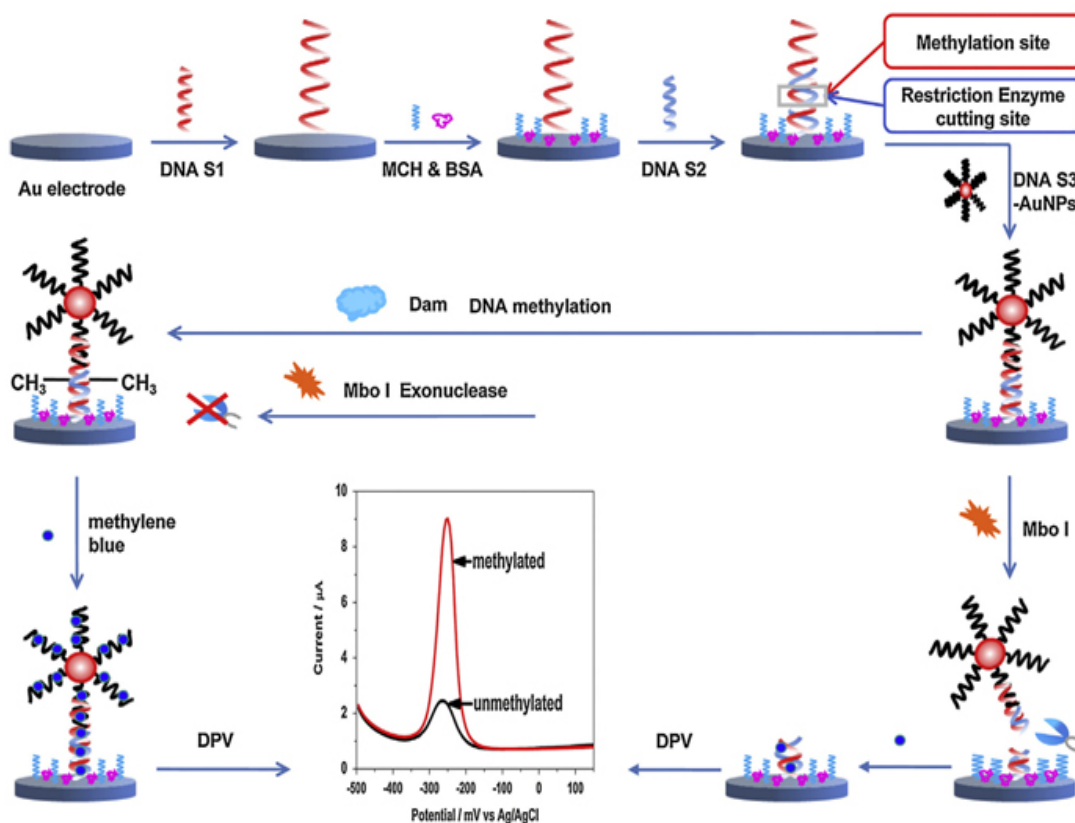 Methylation site
Restriction Enzyme
cutting site
Au electrode
DNA S1
MCH & BSA
DNA S2
DNA S3
-AuNPs
Dam DNA methylation
CH3 CH3
Mbo I Exonuclease
methylene
blue
Mbo I
10
8
6
4
2
0
Current / μA
methylated
unmethylated
-500 -400 -300 -200 -100 0 100
Potential / mV vs Ag/AgCl
DPV
DPV